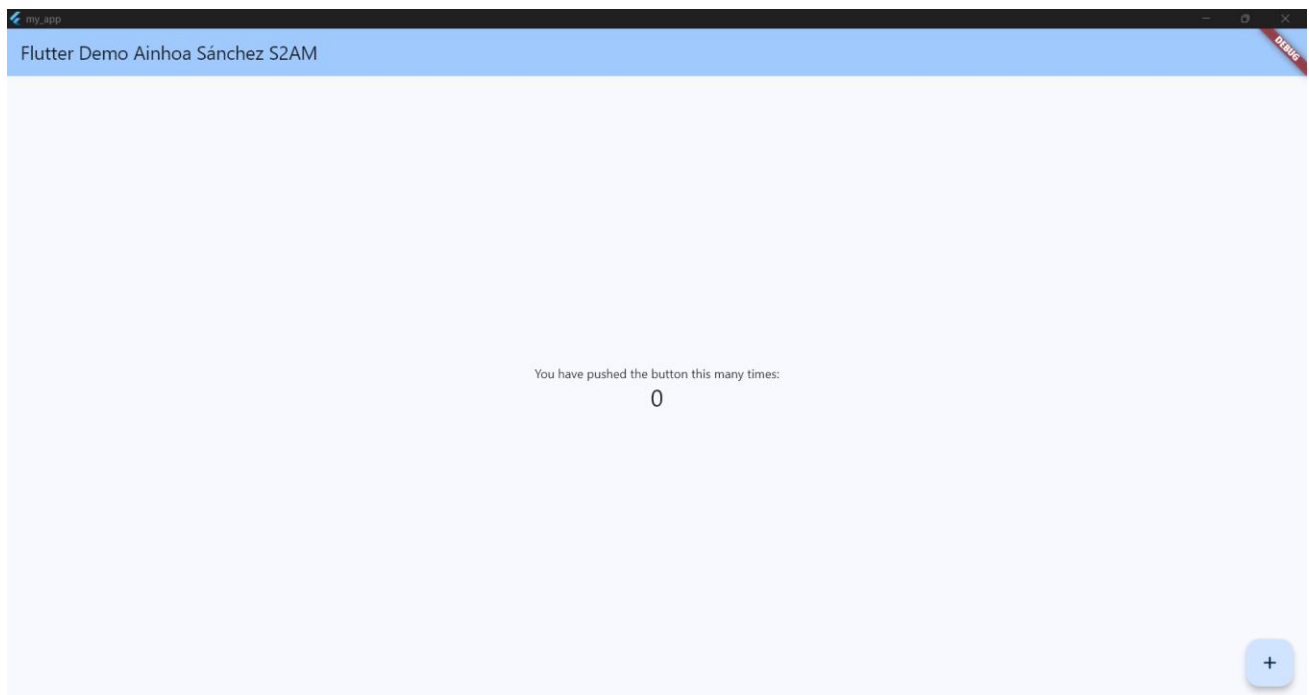 my_app
Flutter Demo Ainhoa Sánchez S2AM
DEBUG
You have pushed the button this many times:
0
+